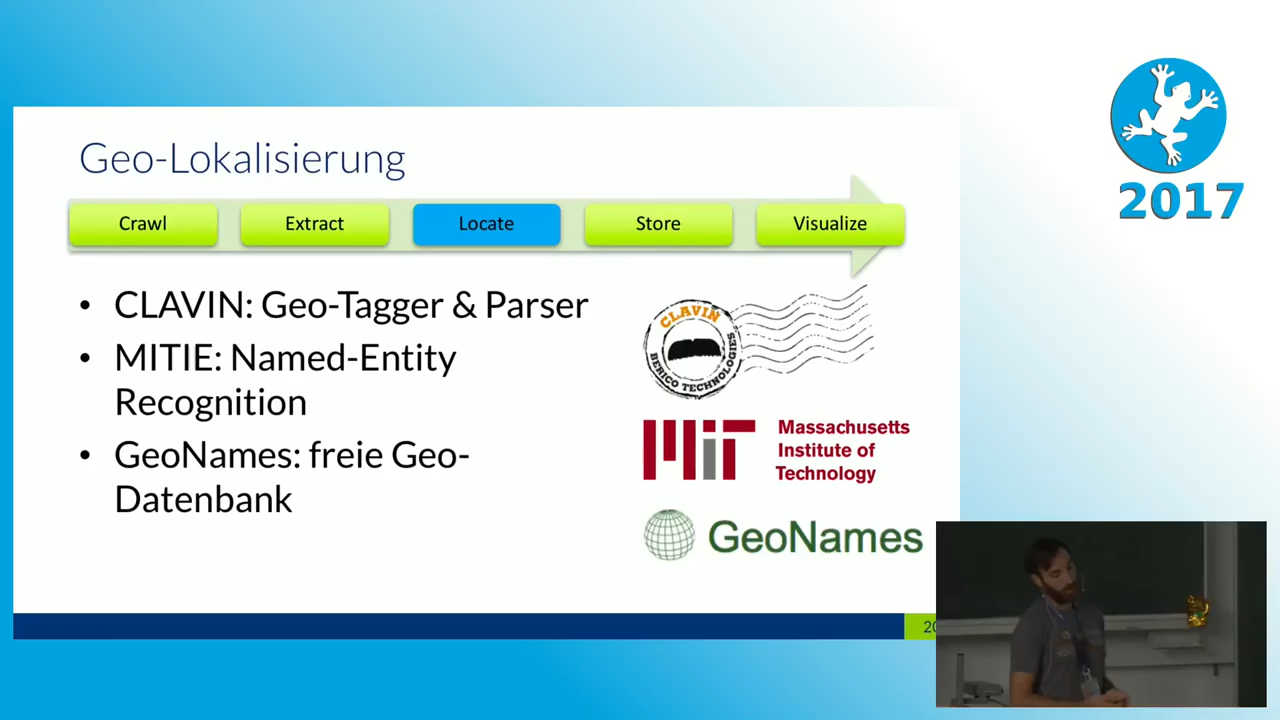 2017
Geo-Lokalisierung
Crawl
Extract
Locate
Store
Visualize
• CLAVIN: Geo-Tagger & Parser
• MITIE: Named-Entity
Recognition
• GeoNames: freie Geo-
Datenbank
CLAVIN
BERICO TECHNOLOGIES
MIT
Massachusetts
Institute of
Technology
GeoNames